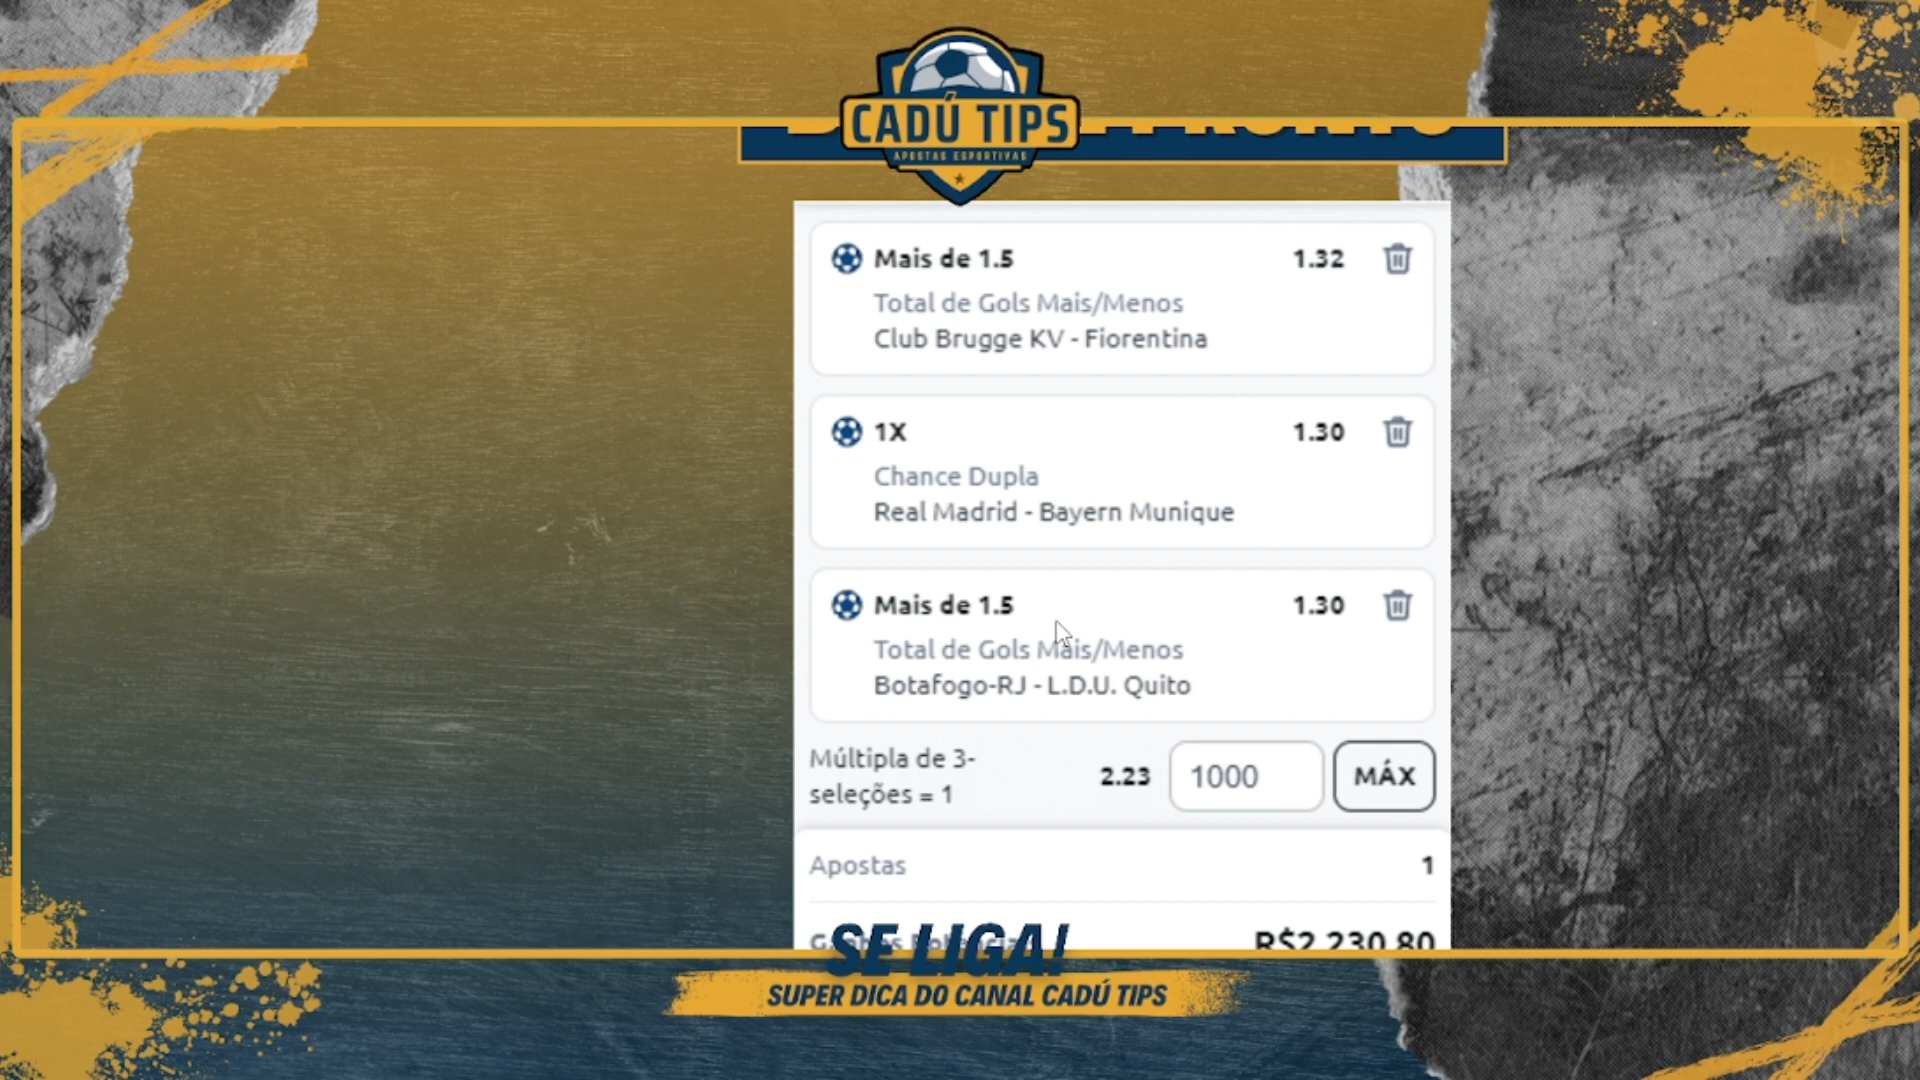 CADÚ TIPS
APOSTAS ESPORTIVAS
Mais de 1.5 1.32
Total de Gols Mais/Menos
Club Brugge KV - Fiorentina
1X 1.30
Chance Dupla
Real Madrid - Bayern Munique
Mais de 1.5 1.30
Total de Gols Mais/Menos
Botafogo-RJ - L.D.U. Quito
Múltipla de 3-
seleções = 1 2.23 1000 MÁX
Apostas 1
R$2.230,80
SE LIGA!
SUPER DICA DO CANAL CADÚ TIPS